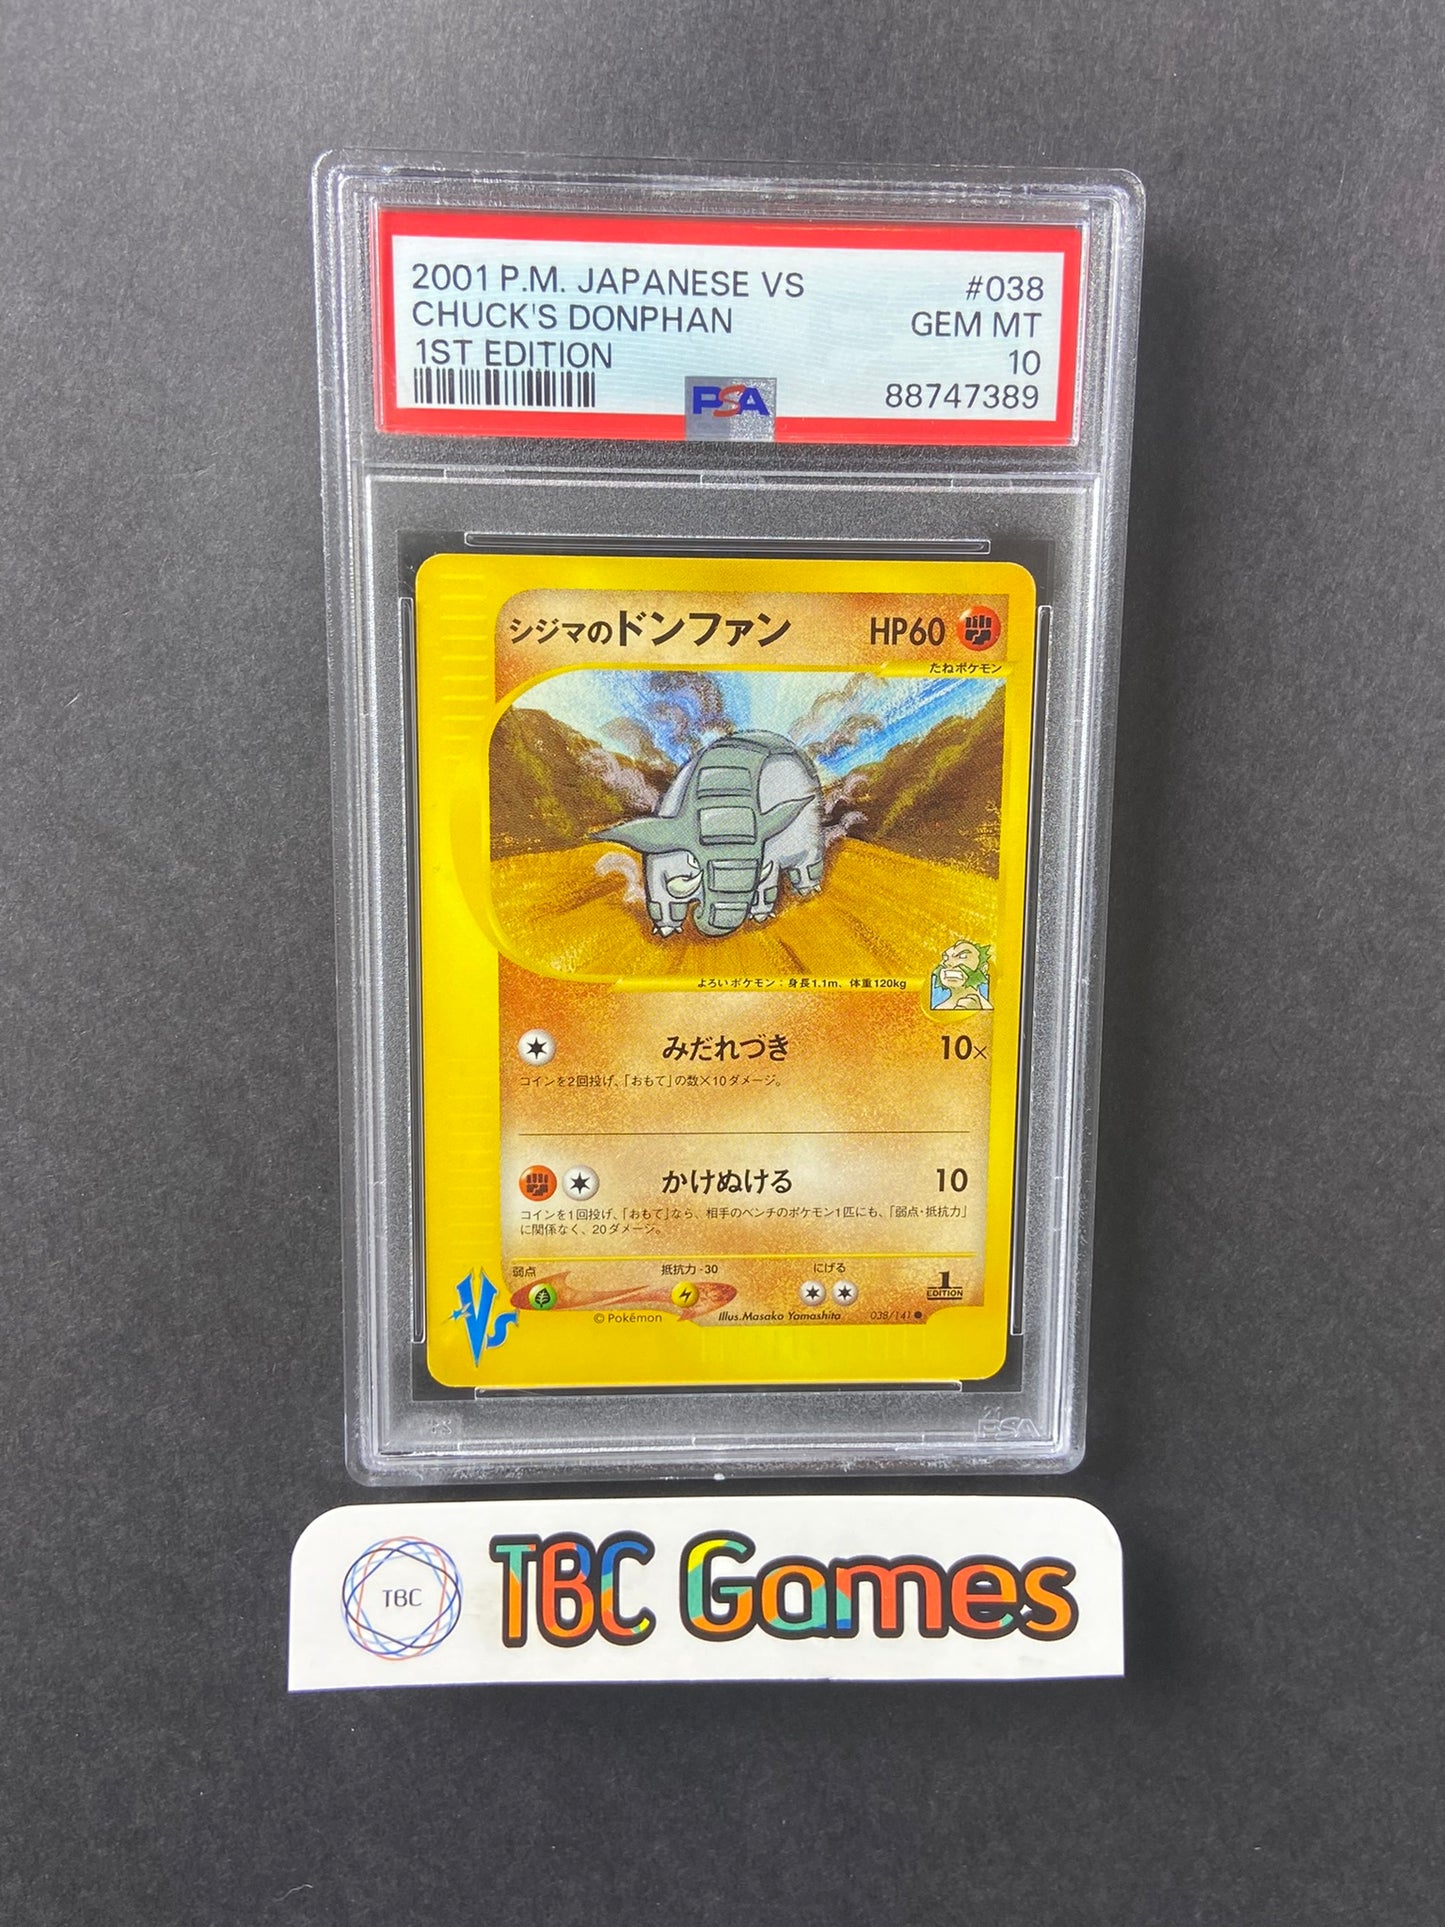 2001 P.M. JAPANESE VS #038
CHUCK'S DONPHAN GEM MT
1ST EDITION 10
PSA 88747389
シジマのドンファン HP60
たねポケモン
よろいポケモン：身長1.1m、体重120kg
みだれづき 10×
コインを2回投げ、「おもて」の数×10ダメージ。
かけぬける 10
コインを1回投げ、「おもて」なら、相手のベンチのポケモン1匹にも、「弱点・抵抗力」
に関係なく、20ダメージ。
弱点 抵抗力 -30 にげる
1 EDITION
VS
© Pokémon Illus.Masako Yamashita 038/141
PSA
TBC TBC Games